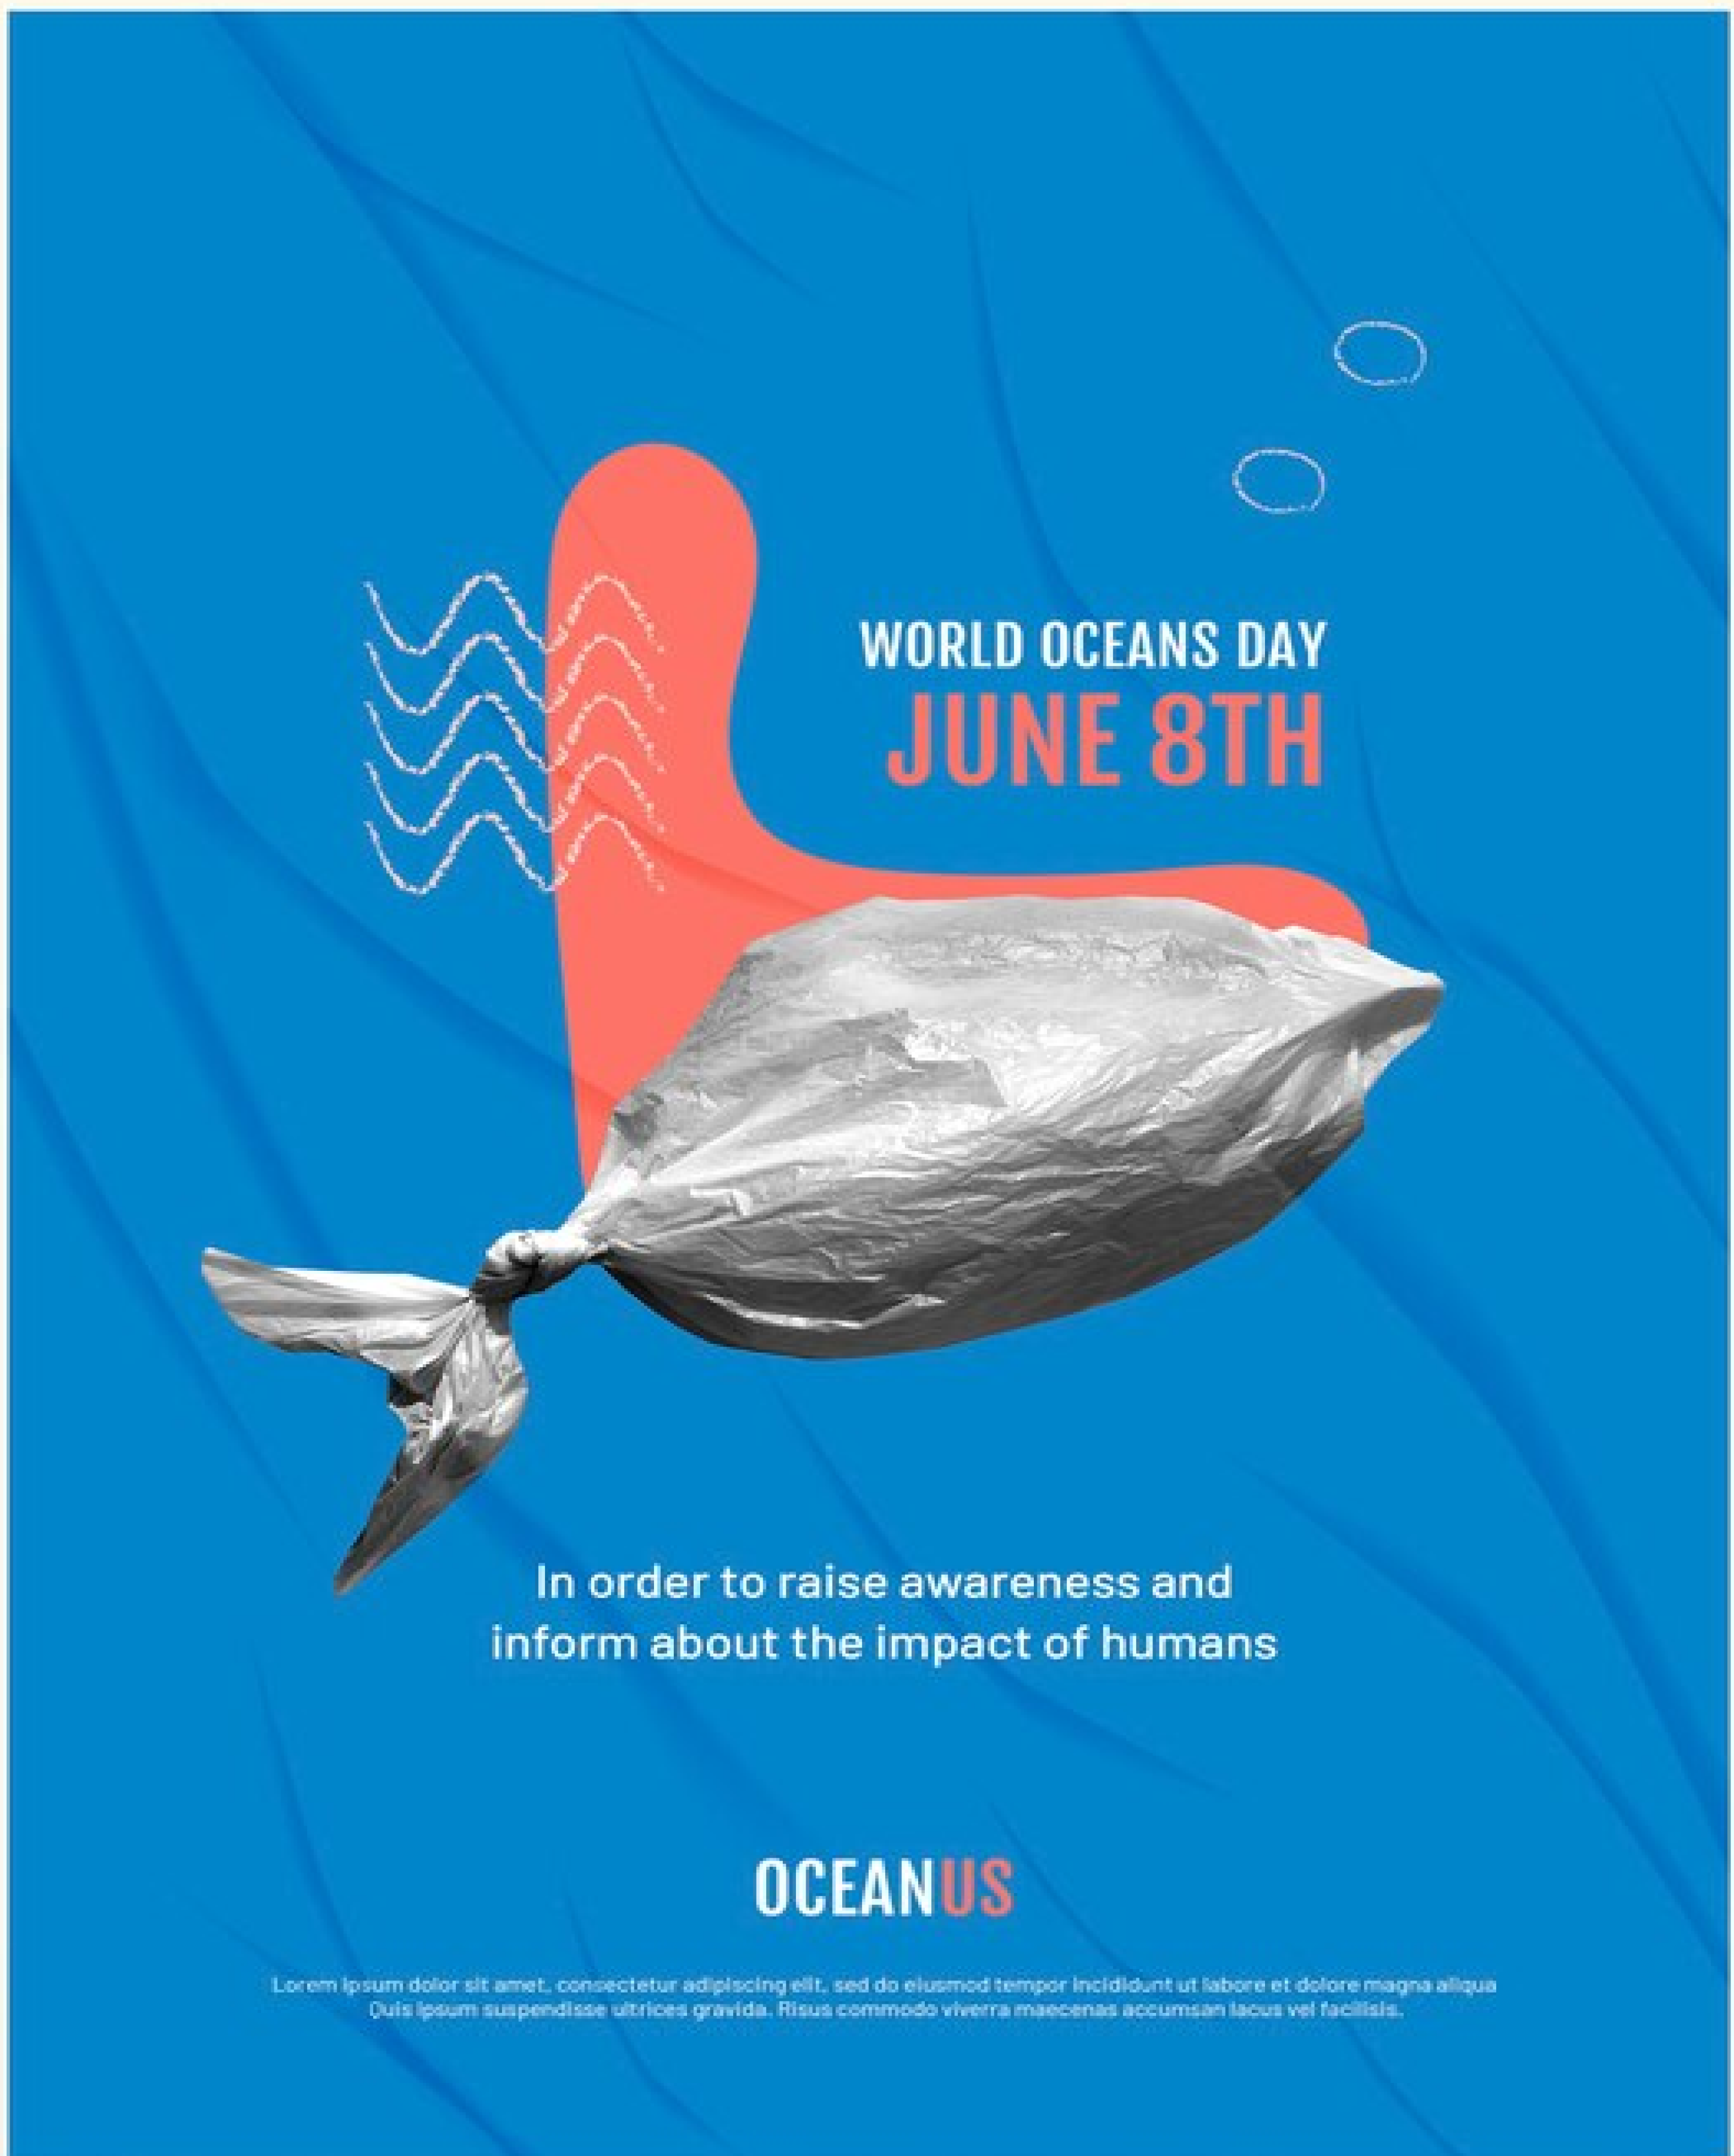 WORLD OCEANS DAY
JUNE 8TH
In order to raise awareness and
inform about the impact of humans
OCEANUS
Lorem ipsum dolor sit amet, consectetur adipiscing elit, sed do eiusmod tempor incididunt ut labore et dolore magna aliqua
Quis ipsum suspendisse ultrices gravida. Risus commodo viverra maecenas accumsan lacus vel facilisis.